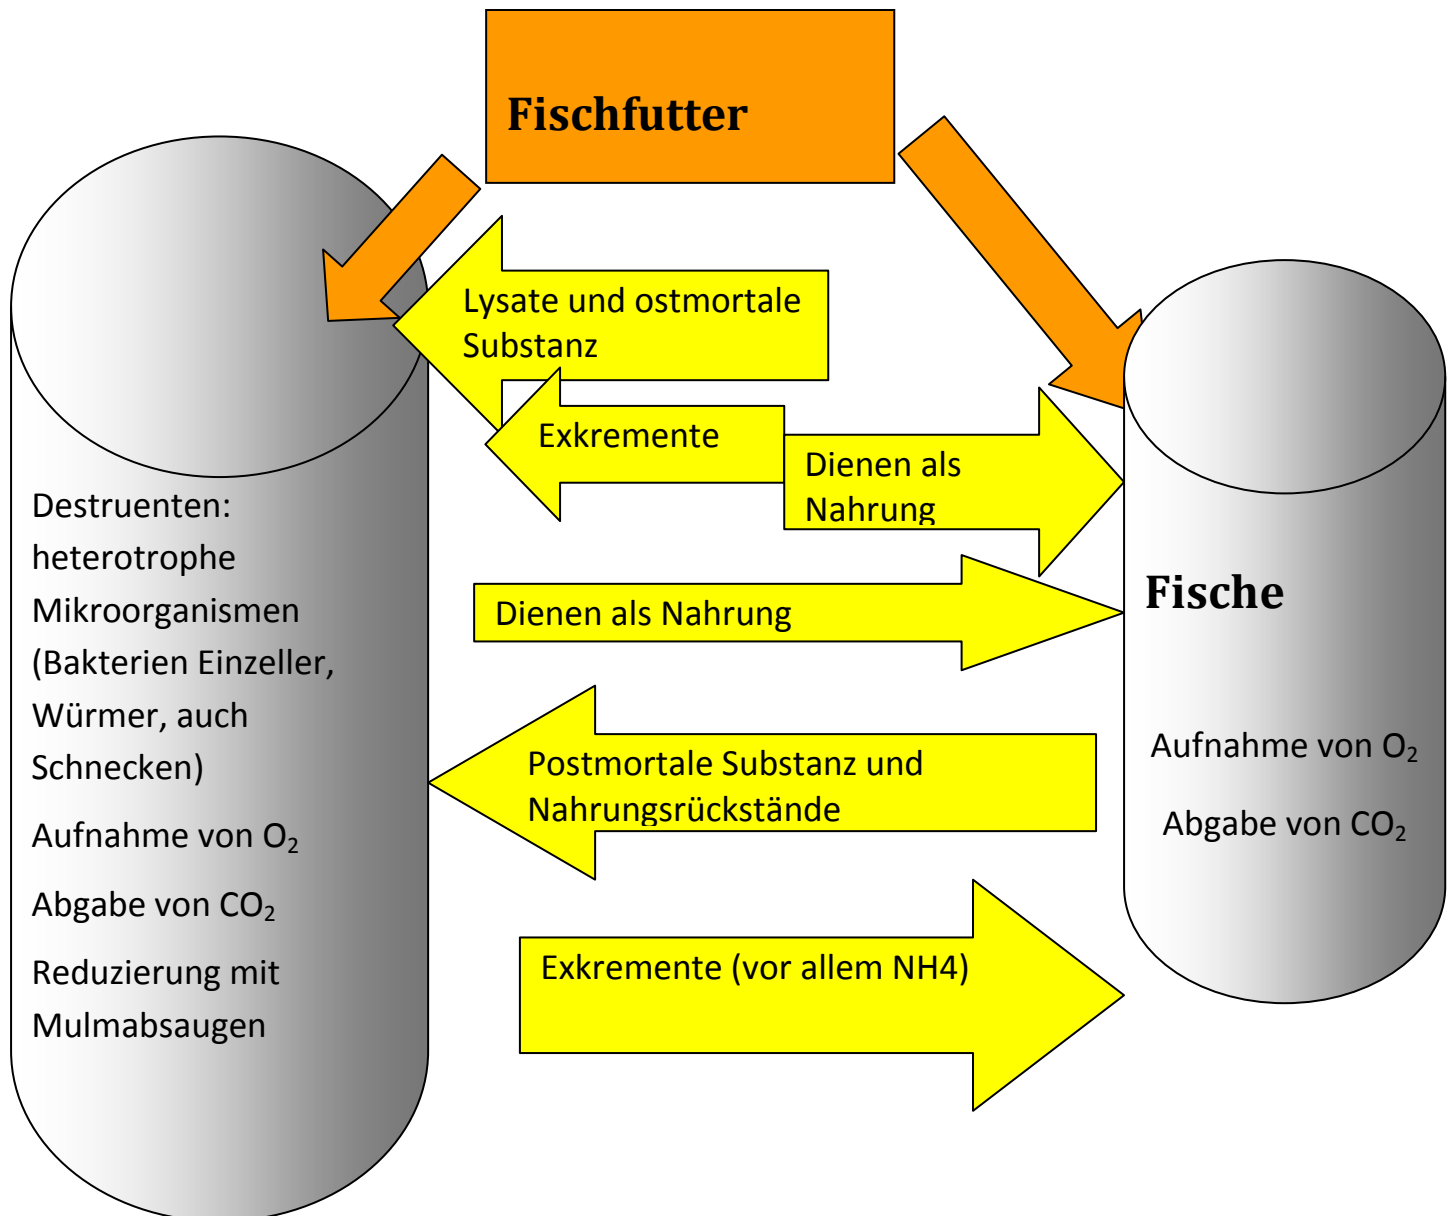 Fischfutter
Lysate und ostmortale
Substanz
Exkremente
Dienen als
Nahrung
Dienen als Nahrung
Postmortale Substanz und
Nahrungsrückstände
Exkremente (vor allem NH4)
Destruenten:
heterotrophe
Mikroorganismen
(Bakterien Einzeller,
Würmer, auch
Schnecken)
Aufnahme von O₂
Abgabe von CO₂
Reduzierung mit
Mulmabsaugen
Fische
Aufnahme von O₂
Abgabe von CO₂